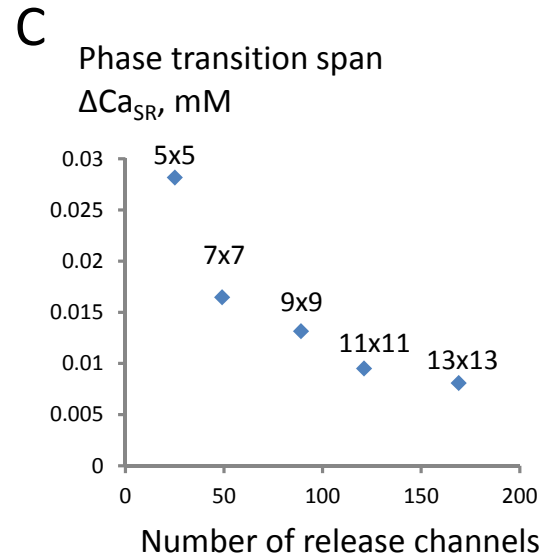 C
Phase transition span
ΔCaSR, mM
0.03
0.025
0.02
0.015
0.01
0.005
0
5x5
7x7
9x9
11x11
13x13
0 50 100 150 200
Number of release channels